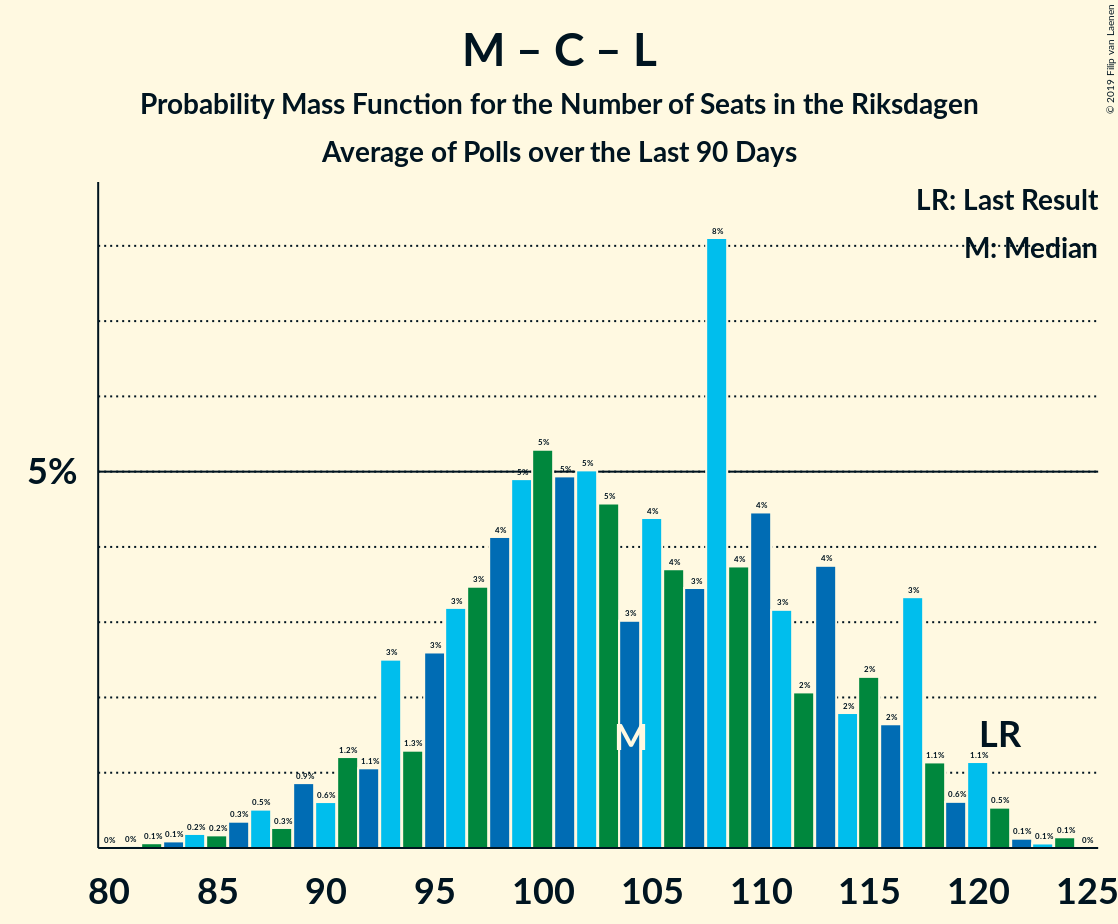 M – C – L
Probability Mass Function for the Number of Seats in the Riksdagen
Average of Polls over the Last 90 Days
© 2019 Filip van Laenen
LR: Last Result
M: Median
5%
0% 0% 0.1% 0.1% 0.2% 0.2% 0.3% 0.5% 0.3% 0.9% 0.6% 1.2% 1.1% 3% 1.3% 3% 3% 3% 4% 5% 5% 5% 5% 5% 3% 4% 4% 3% 8% 4% 4% 3% 2% 4% 2% 2% 2% 3% 1.1% 0.6% 1.1% 0.5% 0.1% 0.1% 0.1% 0%
M
LR
80 85 90 95 100 105 110 115 120 125